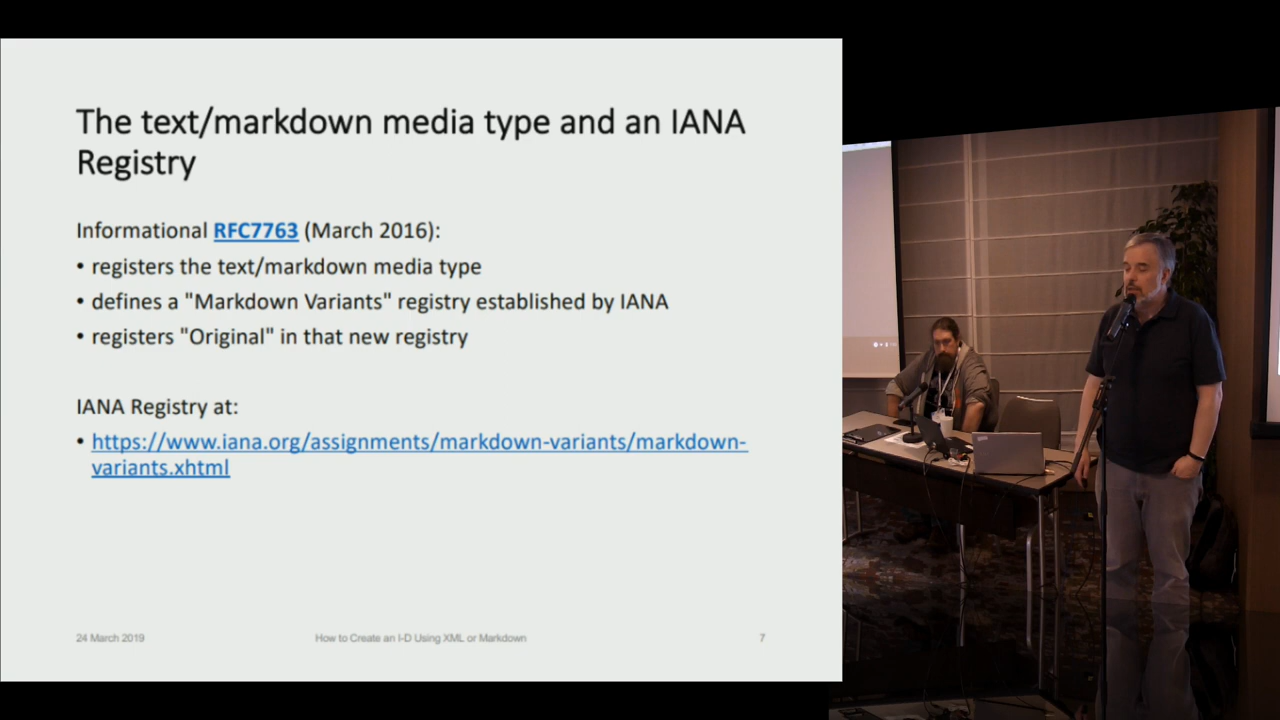 The text/markdown media type and an IANA
Registry
Informational RFC7763 (March 2016):
• registers the text/markdown media type
• defines a "Markdown Variants" registry established by IANA
• registers "Original" in that new registry
IANA Registry at:
• https://www.iana.org/assignments/markdown-variants/markdown-
variants.xhtml
24 March 2019
How to Create an I-D Using XML or Markdown
7